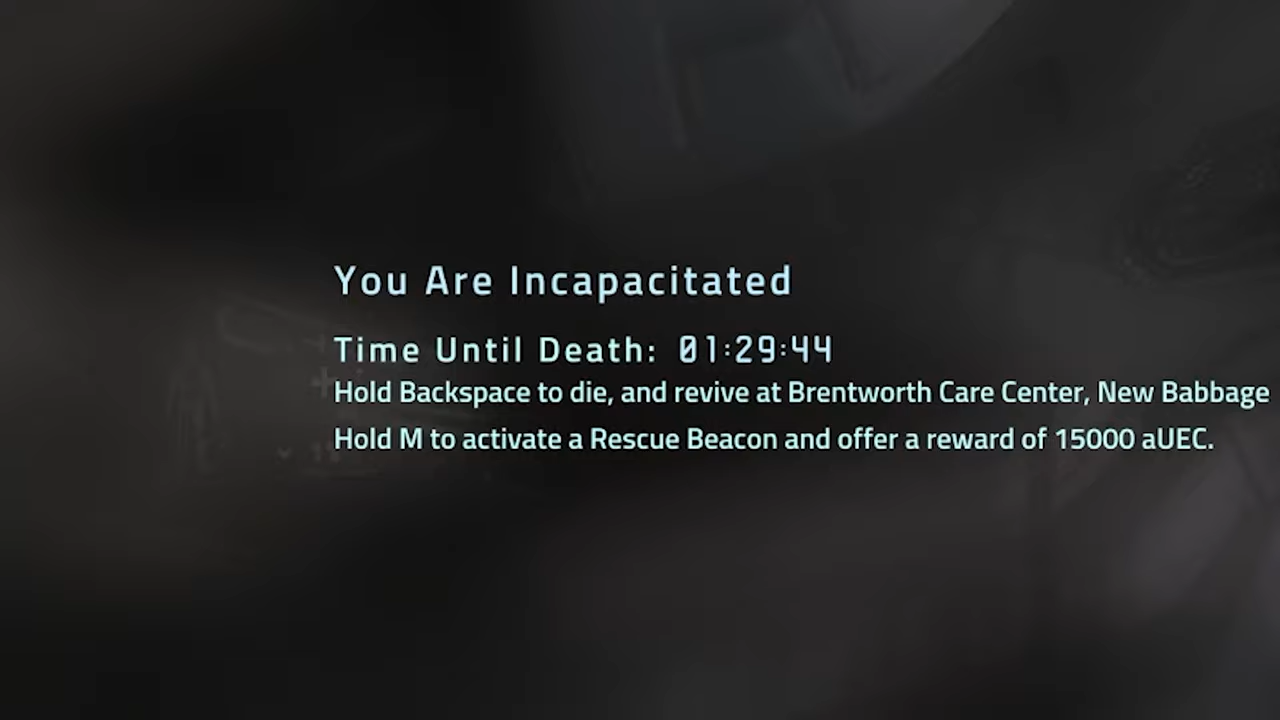 You Are Incapacitated
Time Until Death: 01:29:44
Hold Backspace to die, and revive at Brentworth Care Center, New Babbage
Hold M to activate a Rescue Beacon and offer a reward of 15000 aUEC.